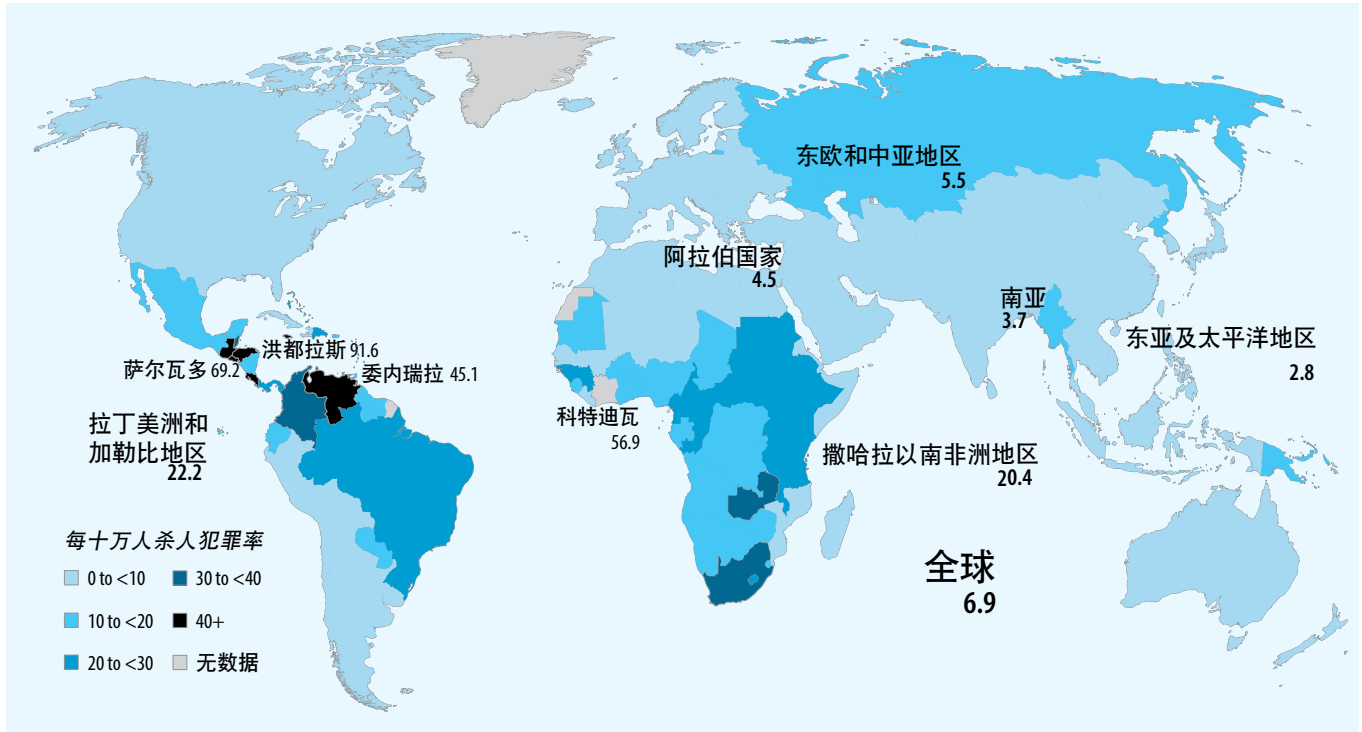 东欧和中亚地区
5.5
阿拉伯国家
4.5
南亚
3.7
东亚及太平洋地区
2.8
洪都拉斯 91.6
萨尔瓦多 69.2
委内瑞拉 45.1
科特迪瓦
56.9
拉丁美洲和
加勒比地区
22.2
撒哈拉以南非洲地区
20.4
全球
6.9
每十万人杀人犯罪率
0 to <10
30 to <40
10 to <20
40+
20 to <30
无数据